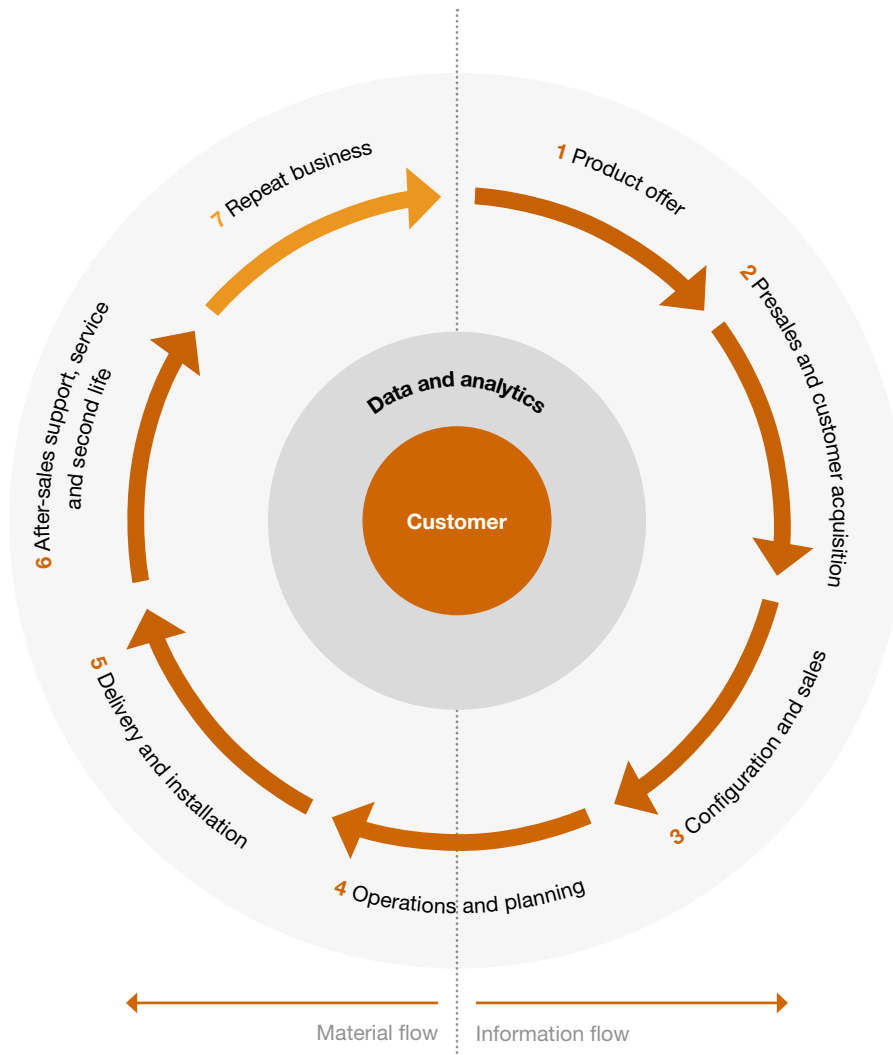 1 Product offer
2 Presales and customer acquisition
3 Configuration and sales
4 Operations and planning
5 Delivery and installation
6 After-sales support, service
and second life
7 Repeat business
Data and analytics
Customer
Material flow
Information flow